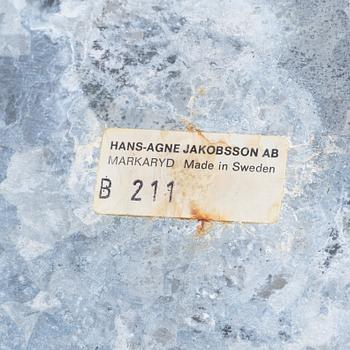 HANS-AGNE JAKOBSSON AB
MARKARYD Made in Sweden
B 211